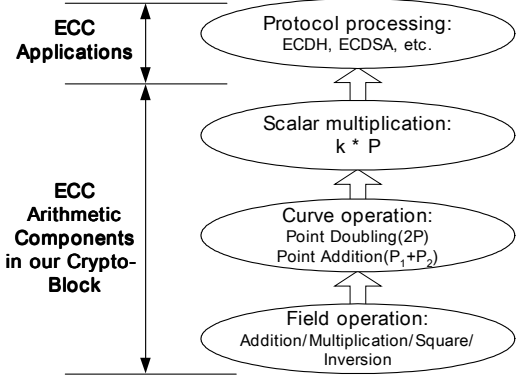 ECC
Applications
Protocol processing:
ECDH, ECDSA, etc.
Scalar multiplication:
k * P
ECC
Arithmetic
Components
in our Crypto-
Block
Curve operation:
Point Doubling(2P)
Point Addition(P₁+P₂)
Field operation:
Addition/Multiplication/Square/
Inversion